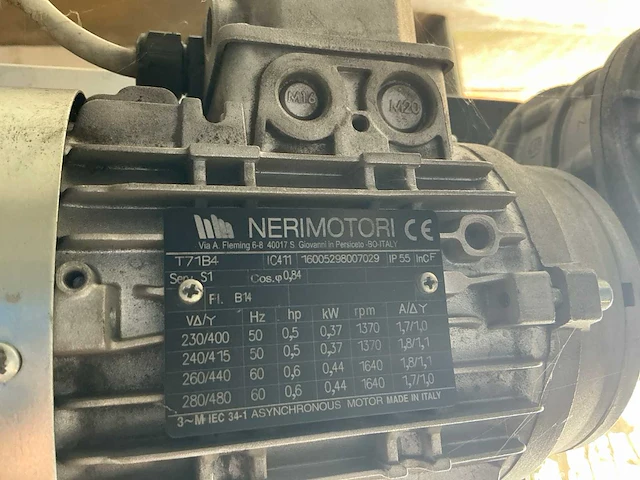 M16 M20
NERIMOTORI CE
Via A. Fleming 6-8 40017 S. Giovanni in Persiceto -BO-ITALY
T71B4 IC411 16005298007029 IP 55 InCF
Serv. S1 Cos.φ0,84
Fl. B14
VΔ/Y Hz hp kW rpm A/ΔY
230/400 50 0,5 0,37 1370 1,7/1,0
240/415 50 0,5 0,37 1370 1,8/1,1
260/440 60 0,6 0,44 1640 1,8/1,1
280/480 60 0,6 0,44 1640 1,7/1,0
3~M IEC 34-1 ASYNCHRONOUS MOTOR MADE IN ITALY